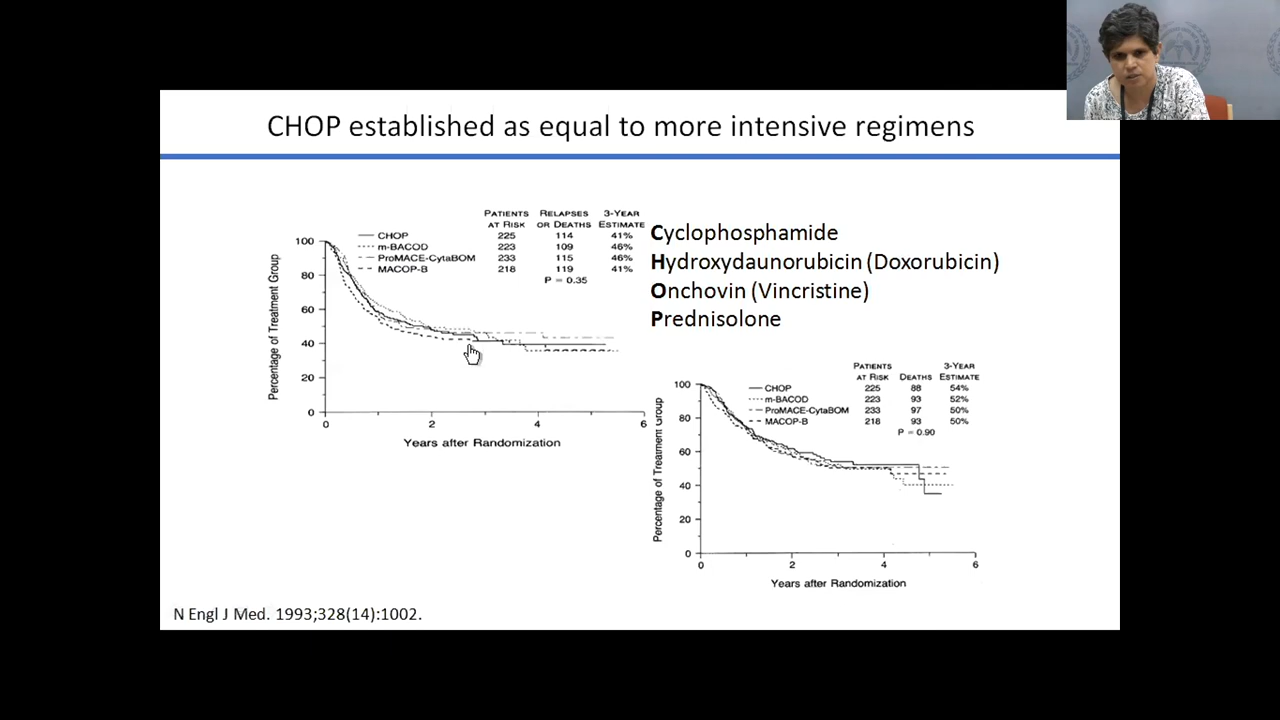 CHOP established as equal to more intensive regimens
PATIENTS AT RISK RELAPSES OR DEATHS 3-YEAR ESTIMATE
CHOP 225 114 41%
m-BACOD 223 109 46%
ProMACE-CytaBOM 233 115 46%
MACOP-B 218 119 41%
P = 0.35
Percentage of Treatment Group
100
80
60
40
20
0
0 2 4 6
Years after Randomization
Cyclophosphamide
Hydroxydaunorubicin (Doxorubicin)
Onchovin (Vincristine)
Prednisolone
PATIENTS AT RISK DEATHS 3-YEAR ESTIMATE
CHOP 225 88 54%
m-BACOD 223 93 52%
ProMACE-CytaBOM 233 97 50%
MACOP-B 218 93 50%
P = 0.90
Percentage of Treatment Group
100
80
60
40
20
0
0 2 4 6
Years after Randomization
N Engl J Med. 1993;328(14):1002.